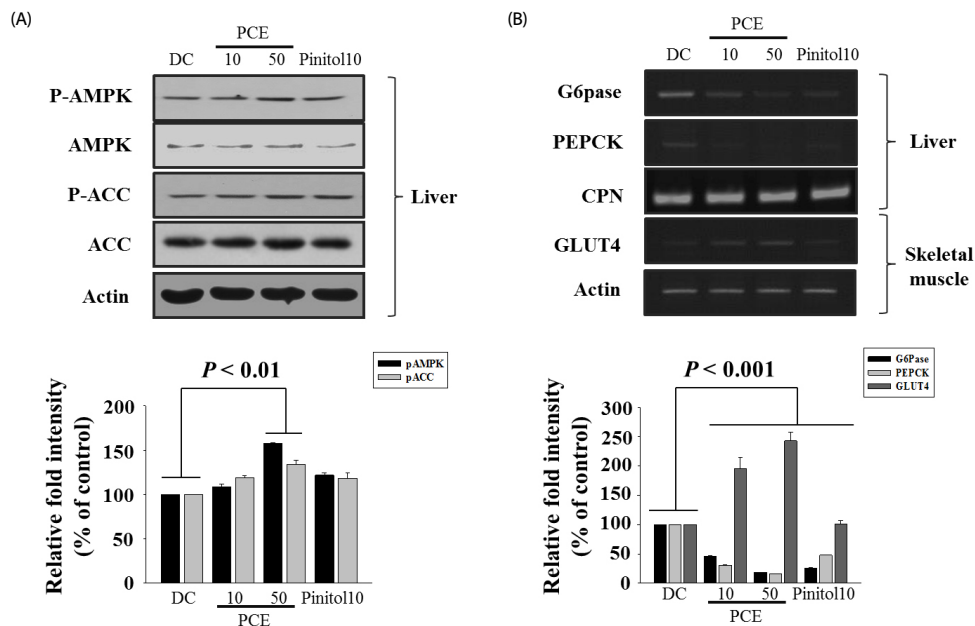 (A)
PCE
DC 10 50 Pinitol10
P-AMPK
AMPK
P-ACC
ACC
Actin
Liver
P < 0.01
pAMPK
pACC
Relative fold intensity
(% of control)
200
150
100
50
0
DC 10 50 Pinitol10
PCE
(B)
PCE
DC 10 50 Pinitol10
G6pase
PEPCK
CPN
GLUT4
Actin
Liver
Skeletal
muscle
P < 0.001
G6Pase
PEPCK
GLUT4
Relative fold intensity
(% of control)
300
250
200
150
100
50
0
DC 10 50 Pinitol10
PCE